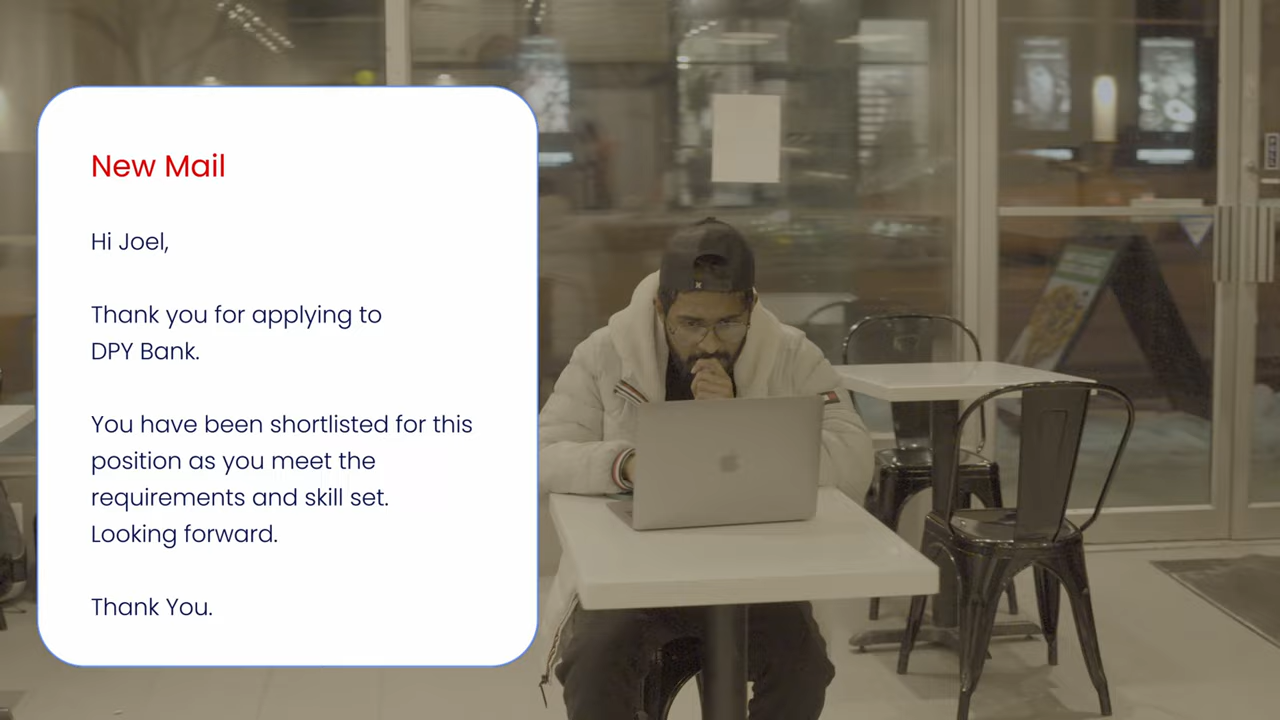 New Mail
Hi Joel,
Thank you for applying to
DPY Bank.
You have been shortlisted for this
position as you meet the
requirements and skill set.
Looking forward.
Thank You.